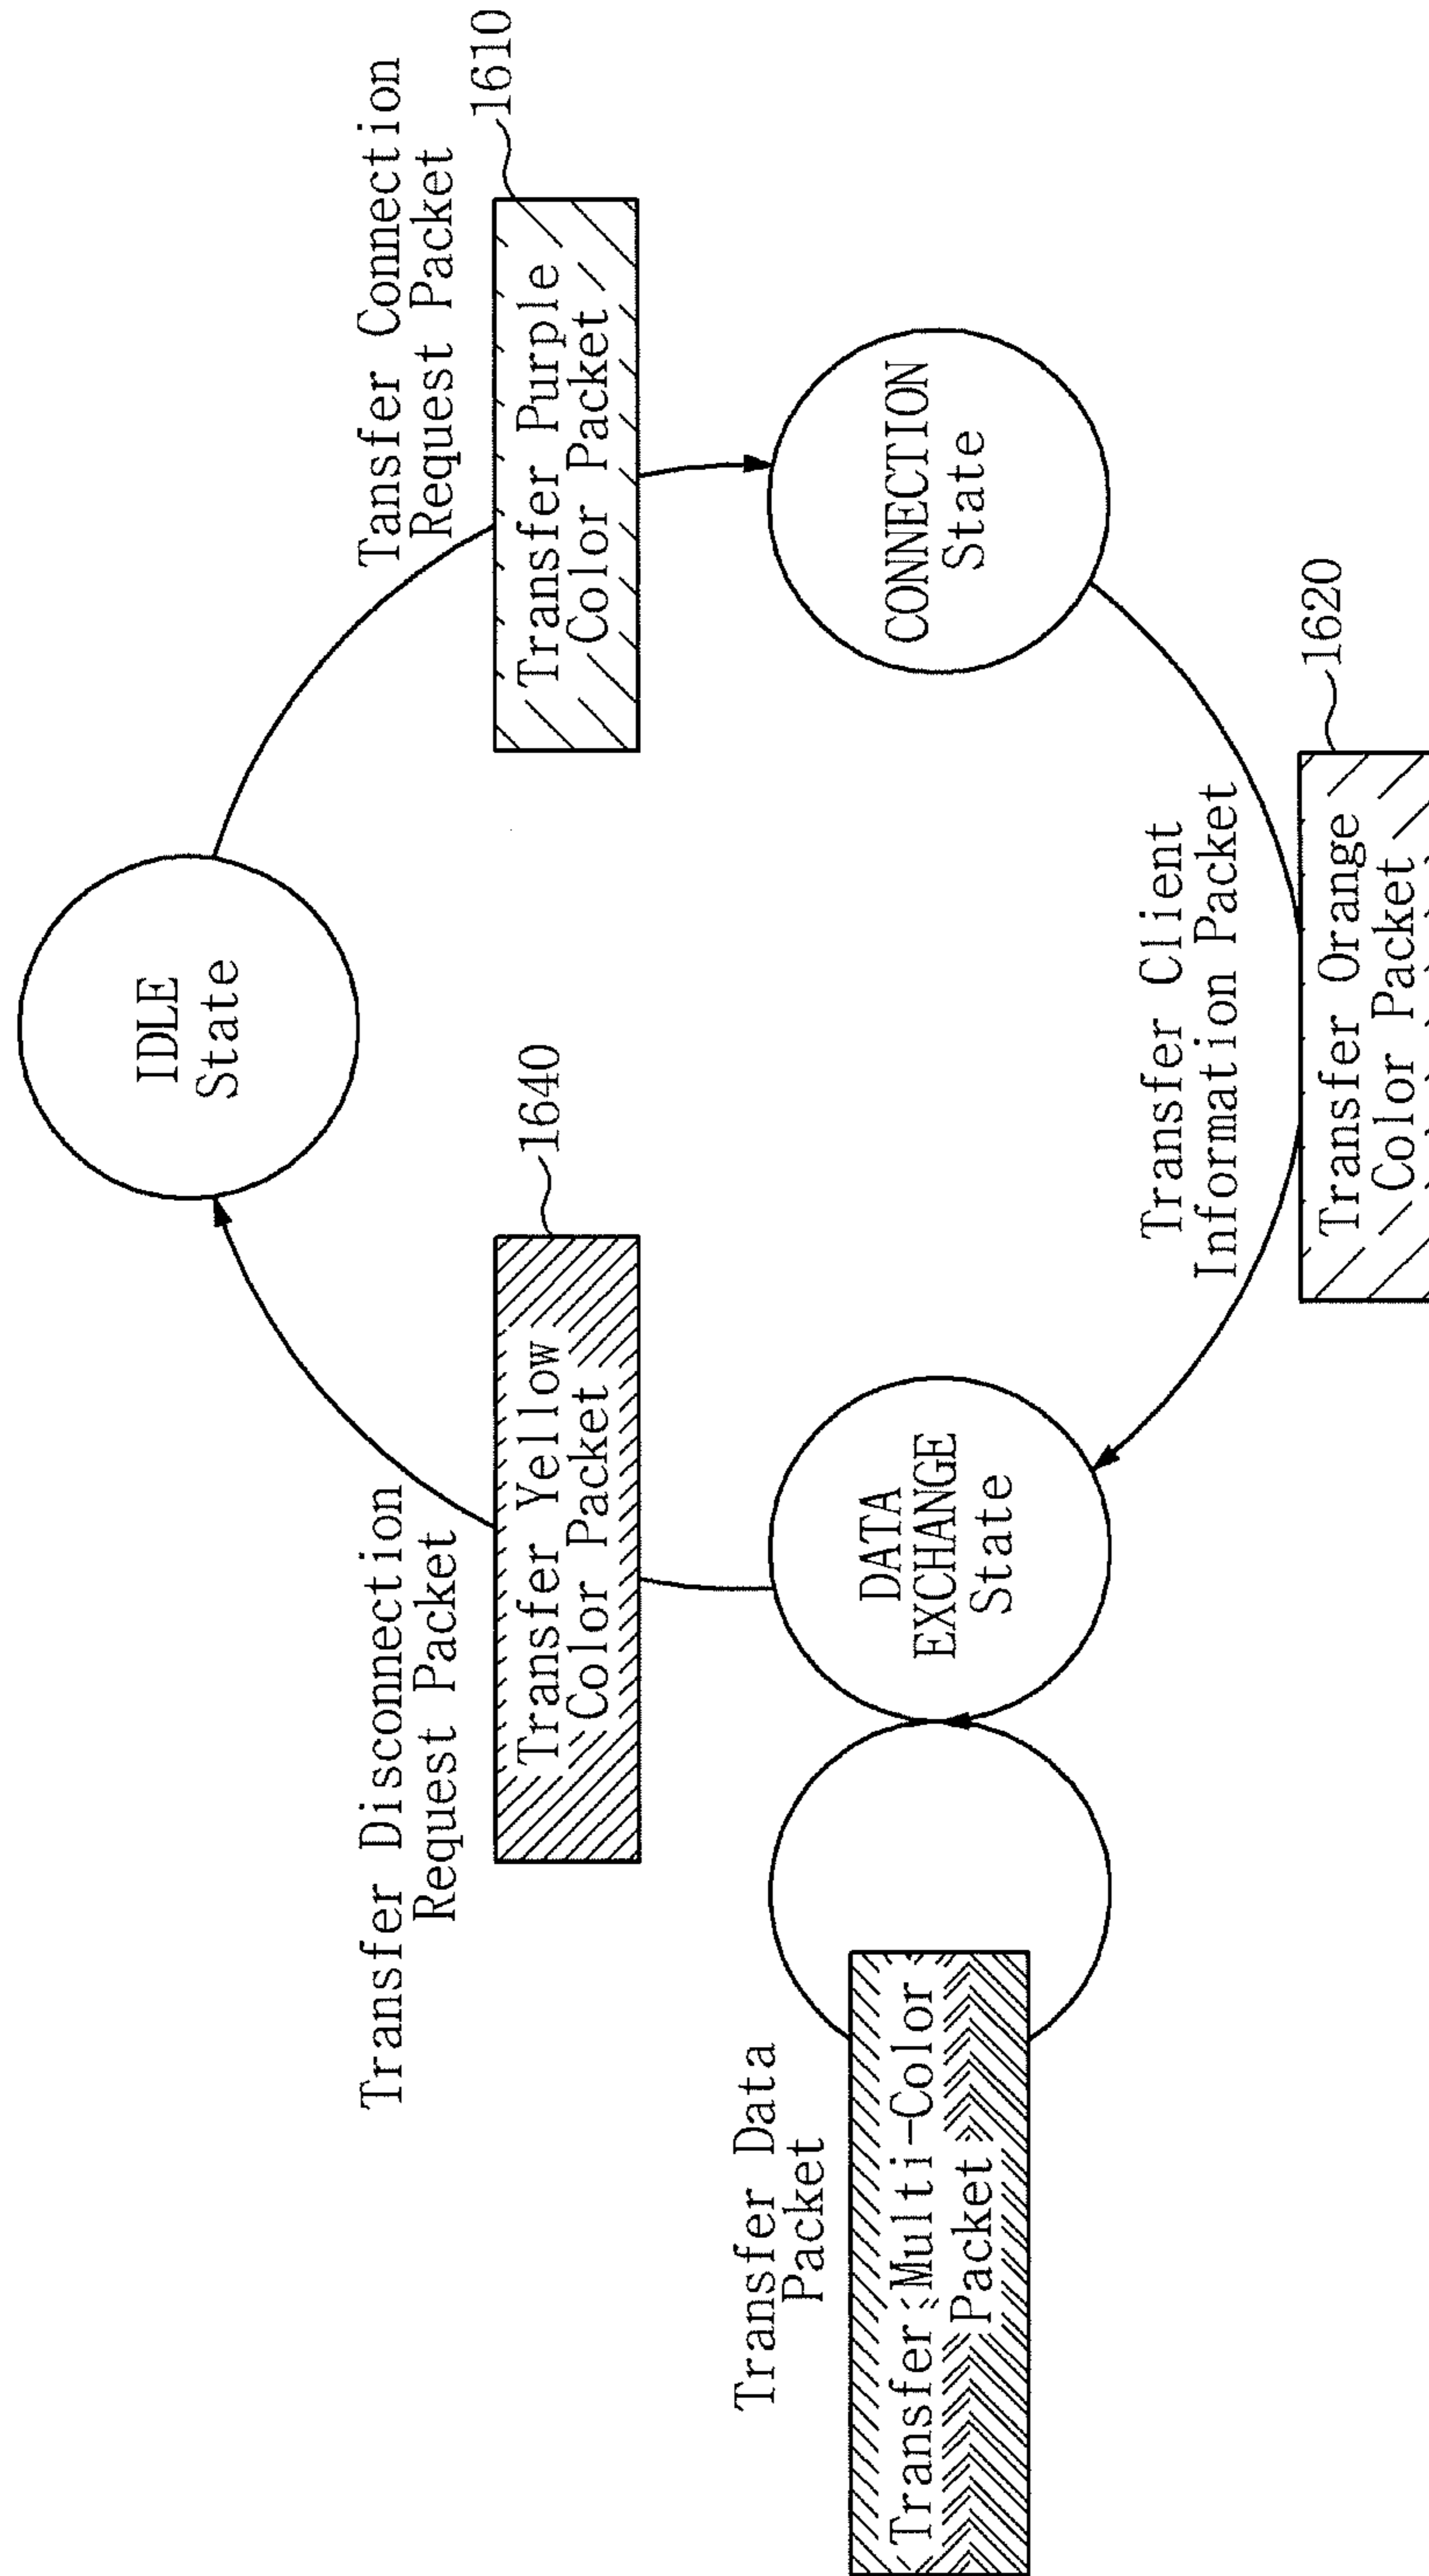 IDLE
State
Tansfer Connection
Request Packet
1610
Transfer Purple
Color Packet
CONNECTION
State
Transfer Client
Information Packet
1620
Transfer Orange
Color Packet
DATA
EXCHANGE
State
Transfer Data
Packet
Transfer Multi-Color
Packet
Transfer Disconnection
Request Packet
1640
Transfer Yellow
Color Packet